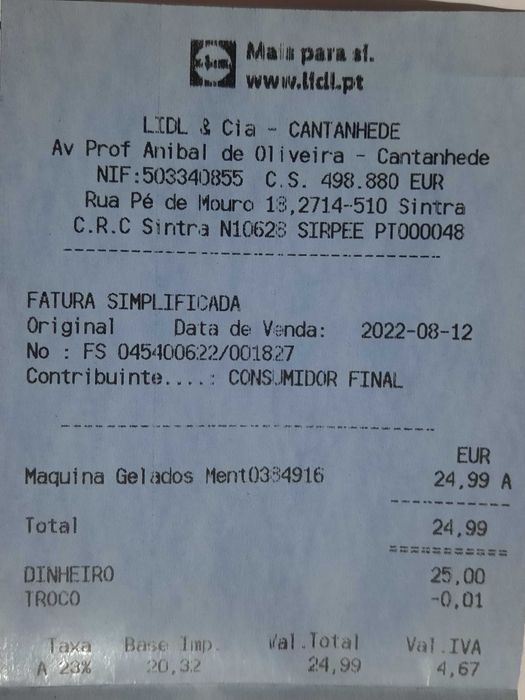 Mais para si.
www.lidl.pt
LIDL & Cia - CANTANHEDE
Av Prof Anibal de Oliveira - Cantanhede
NIF:503340855 C.S. 498.880 EUR
Rua Pé de Mouro 18,2714-510 Sintra
C.R.C Sintra N10628 SIRPEE PT000048
FATURA SIMPLIFICADA
Original Data de Venda: 2022-08-12
No : FS 045400622/001827
Contribuinte....: CONSUMIDOR FINAL
EUR
Maquina Gelados Ment0384916 24,99 A
Total 24,99
DINHEIRO 25,00
TROCO -0,01
Taxa Base Imp. Val.Total Val.IVA
A 23% 20,32 24,99 4,67